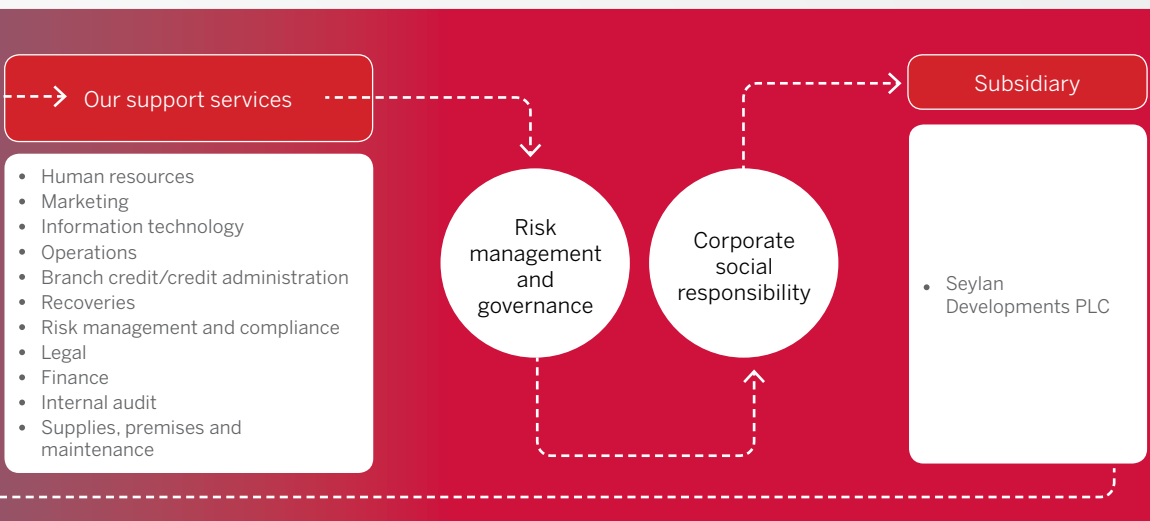 Our support services
• Human resources
• Marketing
• Information technology
• Operations
• Branch credit/credit administration
• Recoveries
• Risk management and compliance
• Legal
• Finance
• Internal audit
• Supplies, premises and
maintenance
Risk
management
and
governance
Corporate
social
responsibility
Subsidiary
• Seylan
Developments PLC